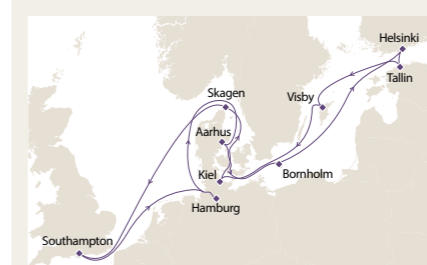 Helsinki
Tallin
Skagen
Visby
Aarhus
Kiel
Bornholm
Hamburg
Southampton